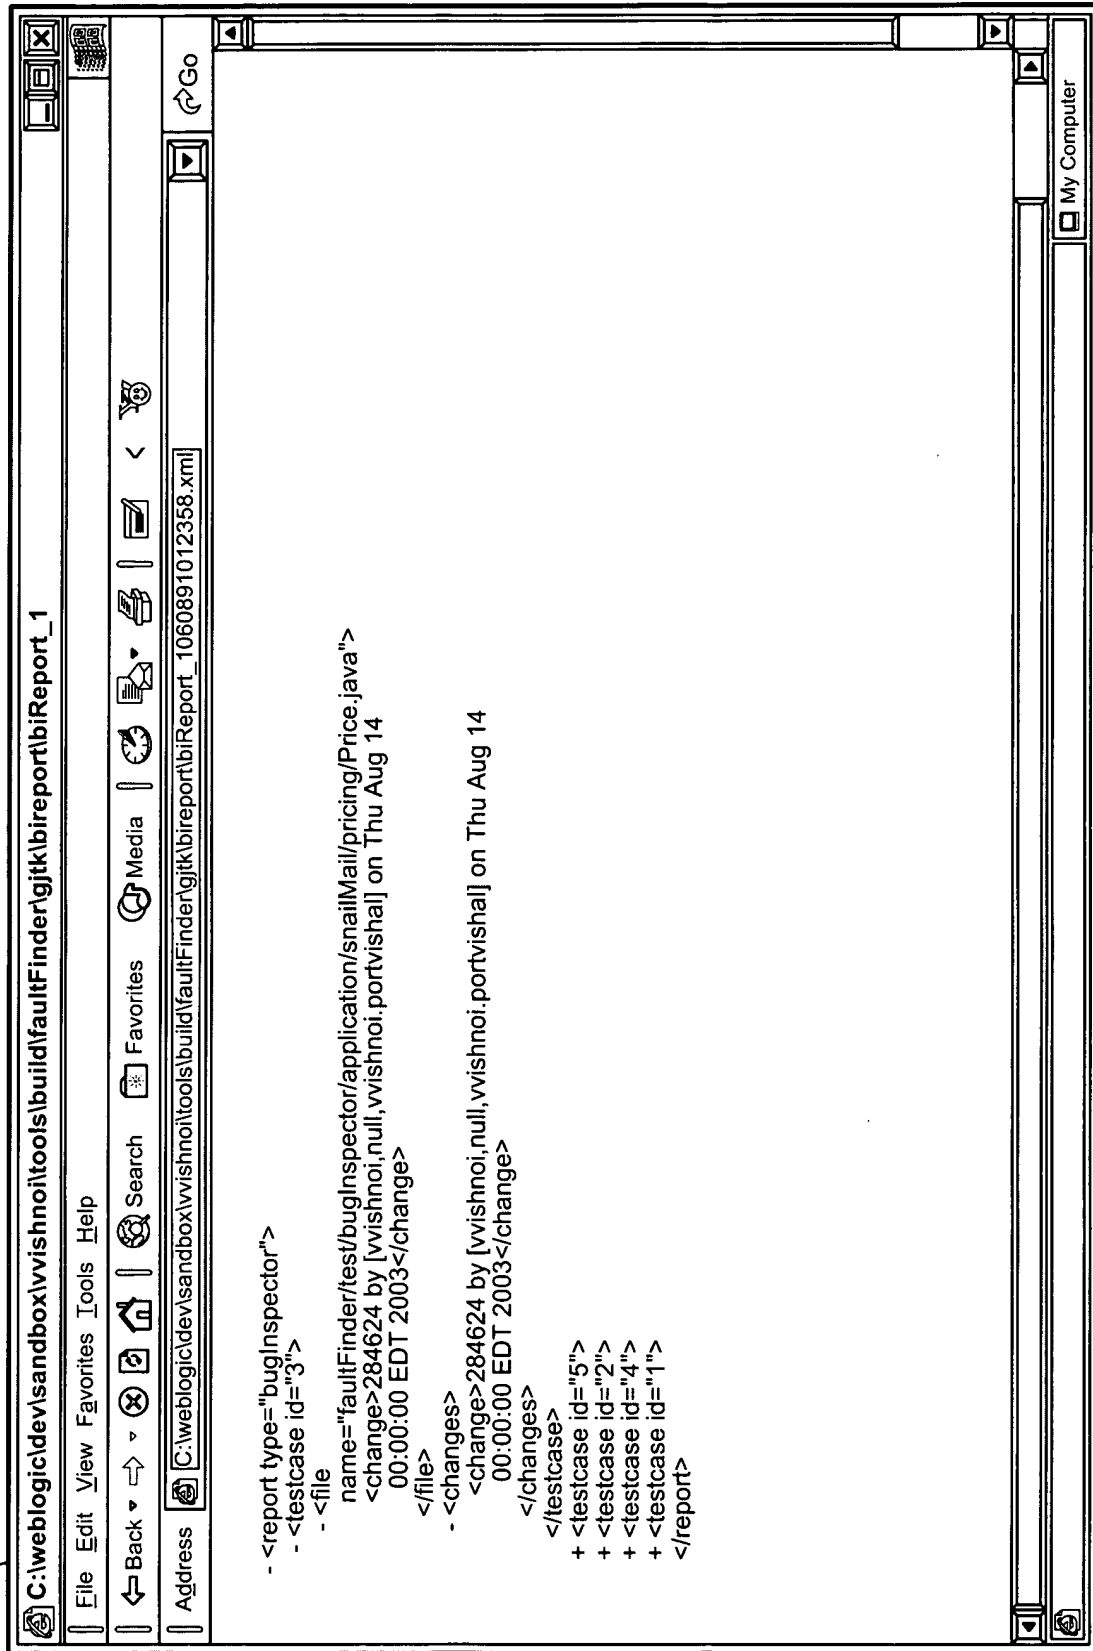 C:\weblogic\dev\sandbox\vvishnoi\tools\build\faultFinder\gjtk\bireport\biReport_1
File Edit View Favorites Tools Help
Back Search Favorites Media
Address C:\weblogic\dev\sandbox\vvishnoi\tools\build\faultFinder\gjtk\bireport\biReport_1060891012358.xml Go
- <report type="bugInspector">
- <testcase id="3">
- <file
name="faultFinder/test/bugInspector/application/snailMail/pricing/Price.java">
<change>284624 by [vvishnoi,null,vvishnoi.portvishal] on Thu Aug 14
00:00:00 EDT 2003</change>
</file>
- <changes>
<change>284624 by [vvishnoi,null,vvishnoi.portvishal] on Thu Aug 14
00:00:00 EDT 2003</change>
</changes>
</testcase>
+ <testcase id="5">
+ <testcase id="2">
+ <testcase id="4">
+ <testcase id="1">
</report>
My Computer